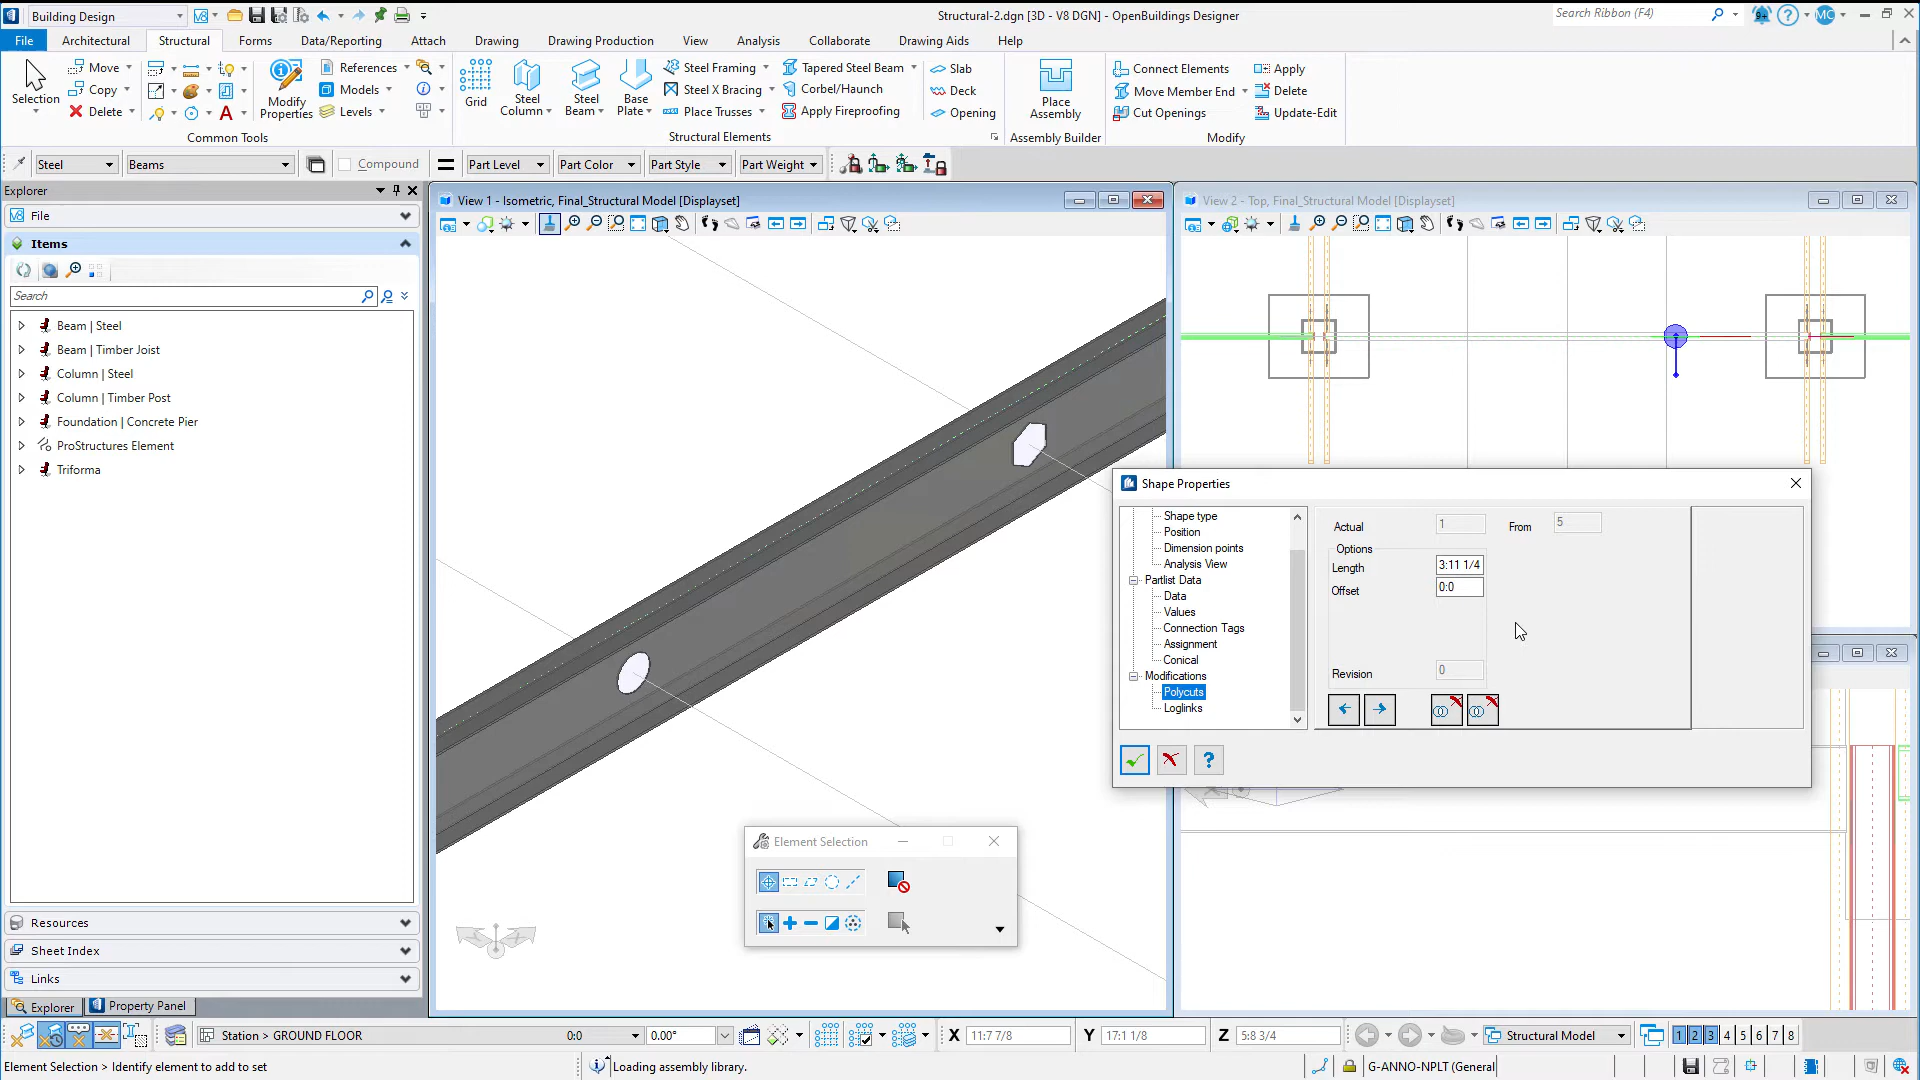 Building Design
Structural-2.dgn [3D - V8 DGN] - OpenBuildings Designer
Search Ribbon (F4)
9+
MC
File
Architectural
Structural
Forms
Data/Reporting
Attach
Drawing
Drawing Production
View
Analysis
Collaborate
Drawing Aids
Help
Selection
Move
Copy
Delete
Modify
Properties
References
Models
Levels
Common Tools
Grid
Steel
Column
Steel
Beam
Base
Plate
Steel Framing
Steel X Bracing
Place Trusses
Tapered Steel Beam
Corbel/Haunch
Apply Fireproofing
Slab
Deck
Opening
Structural Elements
Place
Assembly
Assembly Builder
Connect Elements
Move Member End
Cut Openings
Apply
Delete
Update-Edit
Modify
Steel
Beams
Compound
Part Level
Part Color
Part Style
Part Weight
Explorer
File
Items
Search
Beam | Steel
Beam | Timber Joist
Column | Steel
Column | Timber Post
Foundation | Concrete Pier
ProStructures Element
Triforma
Resources
Sheet Index
Links
Explorer
Property Panel
View 1 - Isometric, Final_Structural Model [Displayset]
View 2 - Top, Final_Structural Model [Displayset]
Shape Properties
Shape type
Position
Dimension points
Analysis View
Partlist Data
Data
Values
Connection Tags
Assignment
Conical
Modifications
Polycuts
Loglinks
Actual
1
From
5
Options
Length
3:11 1/4
Offset
0:0
Revision
0
Element Selection
Station > GROUND FLOOR
0:0
0.00°
X
11:7 7/8
Y
17:1 1/8
Z
5:8 3/4
Structural Model
1 2 3 4 5 6 7 8
Element Selection > Identify element to add to set
Loading assembly library.
G-ANNO-NPLT (General